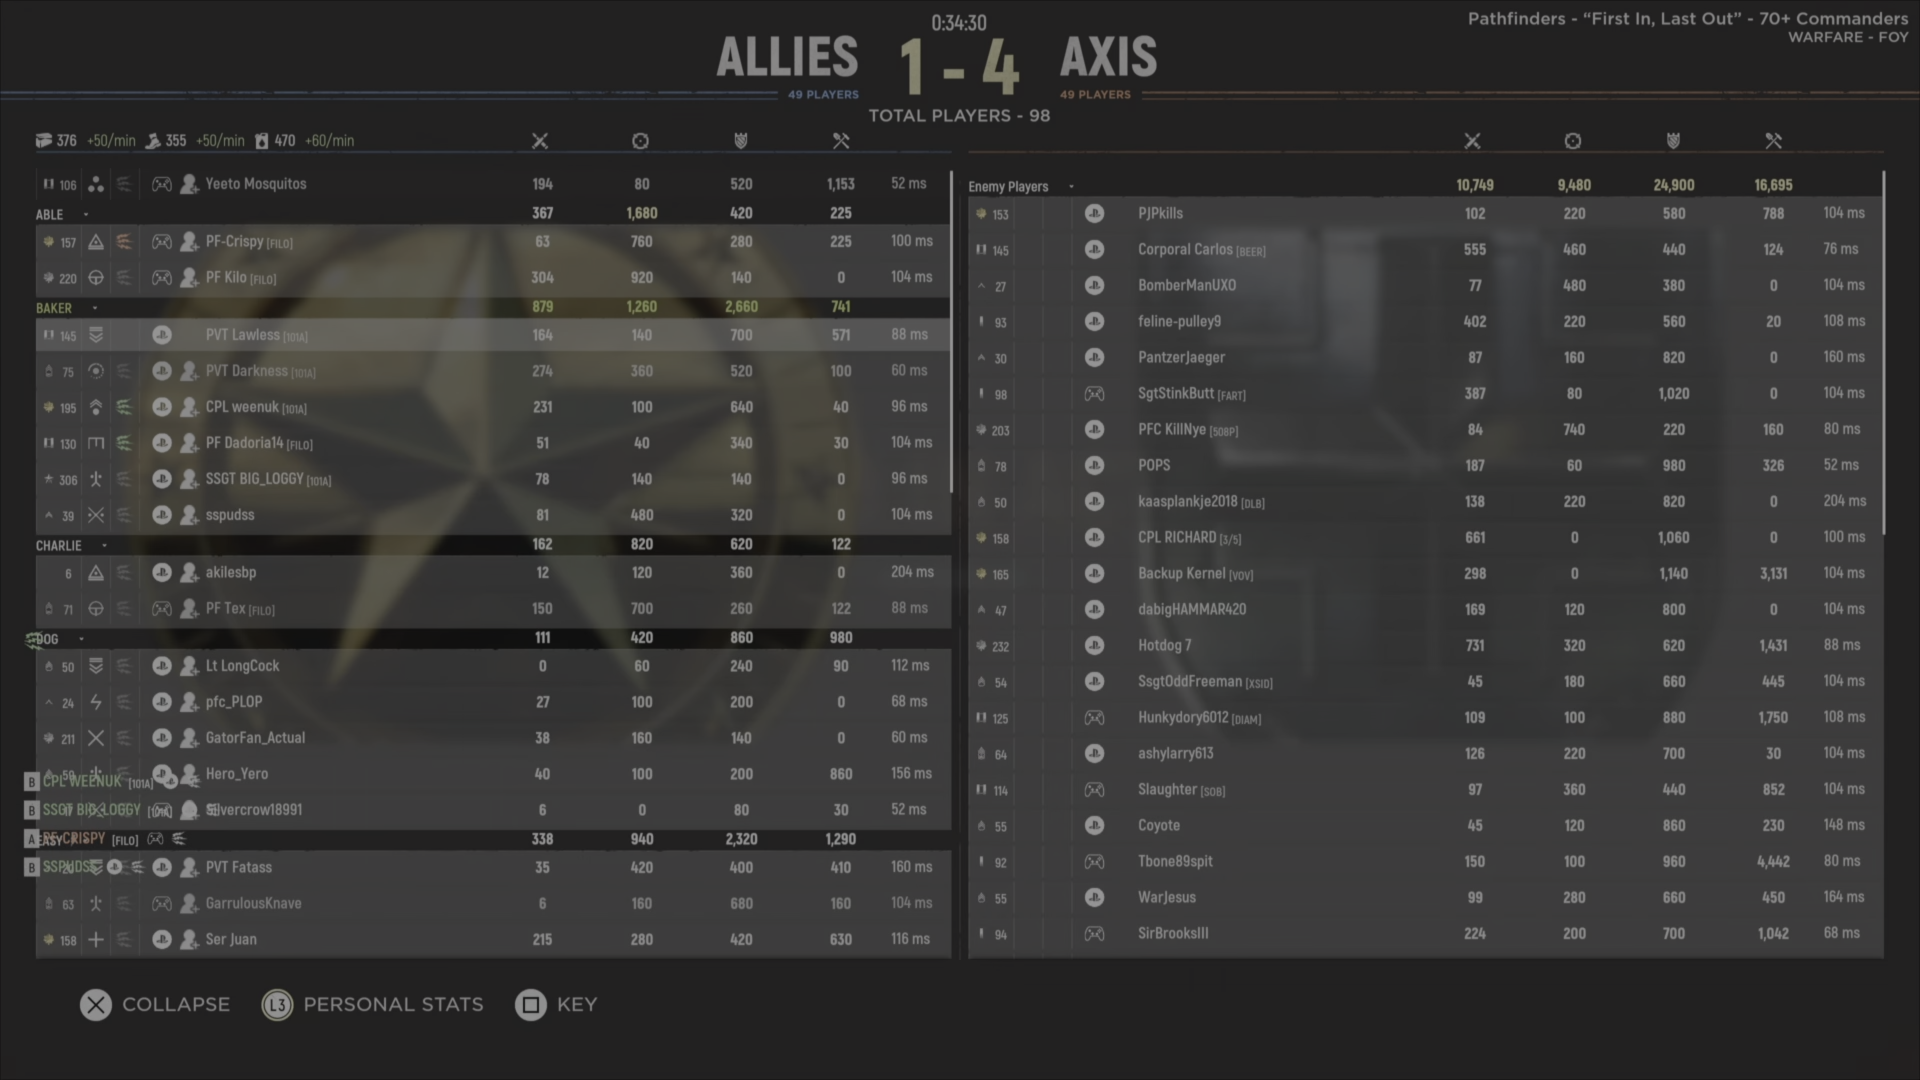 0:34:30
ALLIES 1 - 4 AXIS
49 PLAYERS 49 PLAYERS
TOTAL PLAYERS - 98
Pathfinders - “First In, Last Out” - 70+ Commanders
WARFARE - FOY
376 +50/min 355 +50/min 470 +60/min
106 Yeeto Mosquitos 194 80 520 1,153 52 ms
ABLE 367 1,680 420 225
157 PF-Crispy [FILO] 63 760 280 225 100 ms
220 PF Kilo [FILO] 304 920 140 0 104 ms
BAKER 879 1,260 2,660 741
145 PVT Lawless [101A] 164 140 700 571 88 ms
75 PVT Darkness [101A] 274 360 520 100 60 ms
195 CPL weenuk [101A] 231 100 640 40 96 ms
130 PF Dadoria14 [FILO] 51 40 340 30 104 ms
306 SSGT BIG_LOGGY [101A] 78 140 140 0 96 ms
39 sspudss 81 480 320 0 104 ms
CHARLIE 162 820 620 122
6 akilesbp 12 120 360 0 204 ms
71 PF Tex [FILO] 150 700 260 122 88 ms
DOG 111 420 860 980
50 Lt LongCock 0 60 240 90 112 ms
24 pfc_PLOP 27 100 200 0 68 ms
211 GatorFan_Actual 38 160 140 0 60 ms
50 Hero_Yero 40 100 200 860 156 ms
B CPL WEENUK [101A]
Silvercrow18991 6 0 80 30 52 ms
B SSGT BIG_LOGGY [101A]
EASY 338 940 2,320 1,290
A PF-CRISPY [FILO]
PVT Fatass 35 420 400 410 160 ms
B SSPUDSS
63 GarrulousKnave 6 160 680 160 104 ms
158 Ser Juan 215 280 420 630 116 ms
Enemy Players 10,749 9,480 24,900 16,695
153 PJPkills 102 220 580 788 104 ms
145 Corporal Carlos [BEER] 555 460 440 124 76 ms
27 BomberManUXO 77 480 380 0 104 ms
93 feline-pulley9 402 220 560 20 108 ms
30 PantzerJaeger 87 160 820 0 160 ms
98 SgtStinkButt [FART] 387 80 1,020 0 104 ms
203 PFC KillNye [508P] 84 740 220 160 80 ms
78 POPS 187 60 980 326 52 ms
50 kaasplankje2018 [DLB] 138 220 820 0 204 ms
158 CPL RICHARD [3/5] 661 0 1,060 0 100 ms
165 Backup Kernel [VOV] 298 0 1,140 3,131 104 ms
47 dabigHAMMAR420 169 120 800 0 104 ms
232 Hotdog 7 731 320 620 1,431 88 ms
54 SsgtOddFreeman [XSID] 45 180 660 445 104 ms
125 Hunkydory6012 [DIAM] 109 100 880 1,750 108 ms
64 ashylarry613 126 220 700 30 104 ms
114 Slaughter [SOB] 97 360 440 852 104 ms
55 Coyote 45 120 860 230 148 ms
92 Tbone89spit 150 100 960 4,442 80 ms
55 WarJesus 99 280 660 450 164 ms
94 SirBrooksIII 224 200 700 1,042 68 ms
COLLAPSE L3 PERSONAL STATS KEY